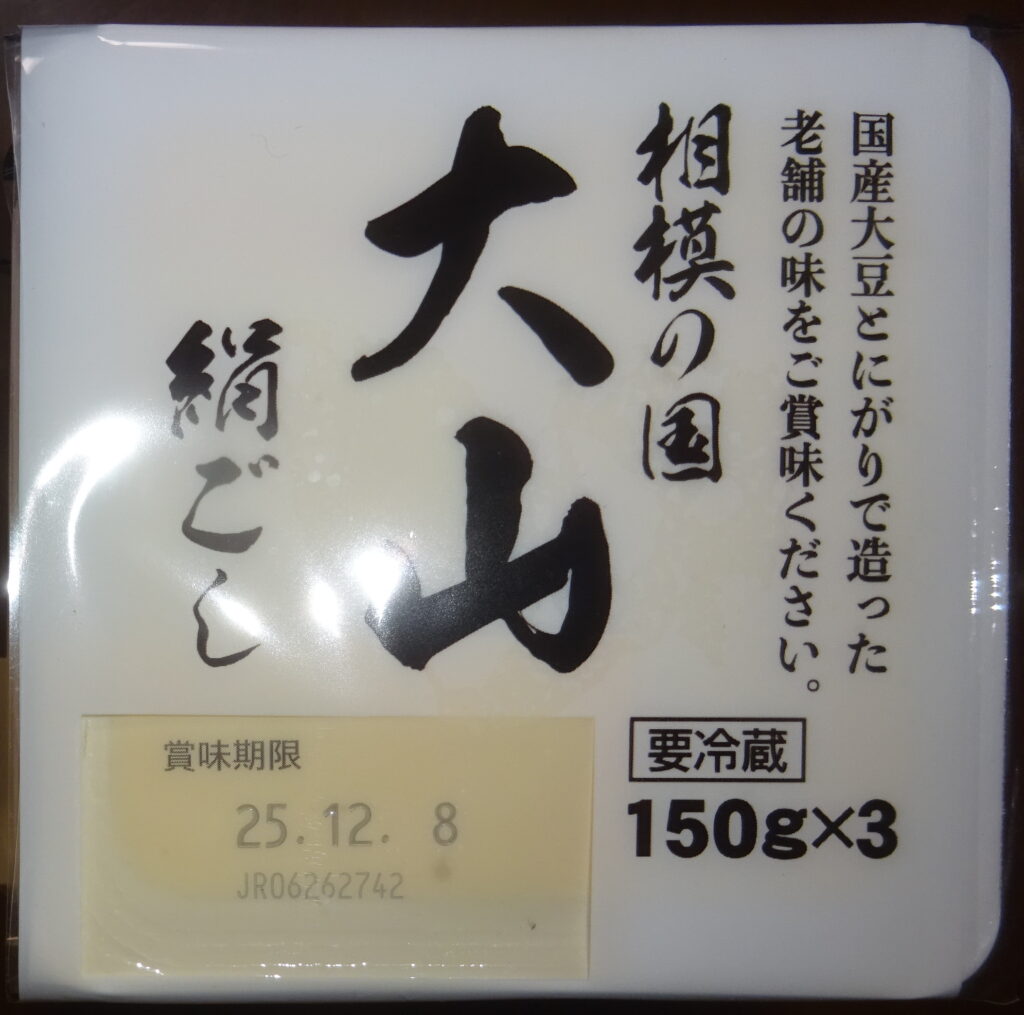 国産大豆とにがりで造った
老舗の味をご賞味ください。
相模の国
大山
絹ごし
要冷蔵
150g×3
賞味期限
25.12. 8
JR06262742